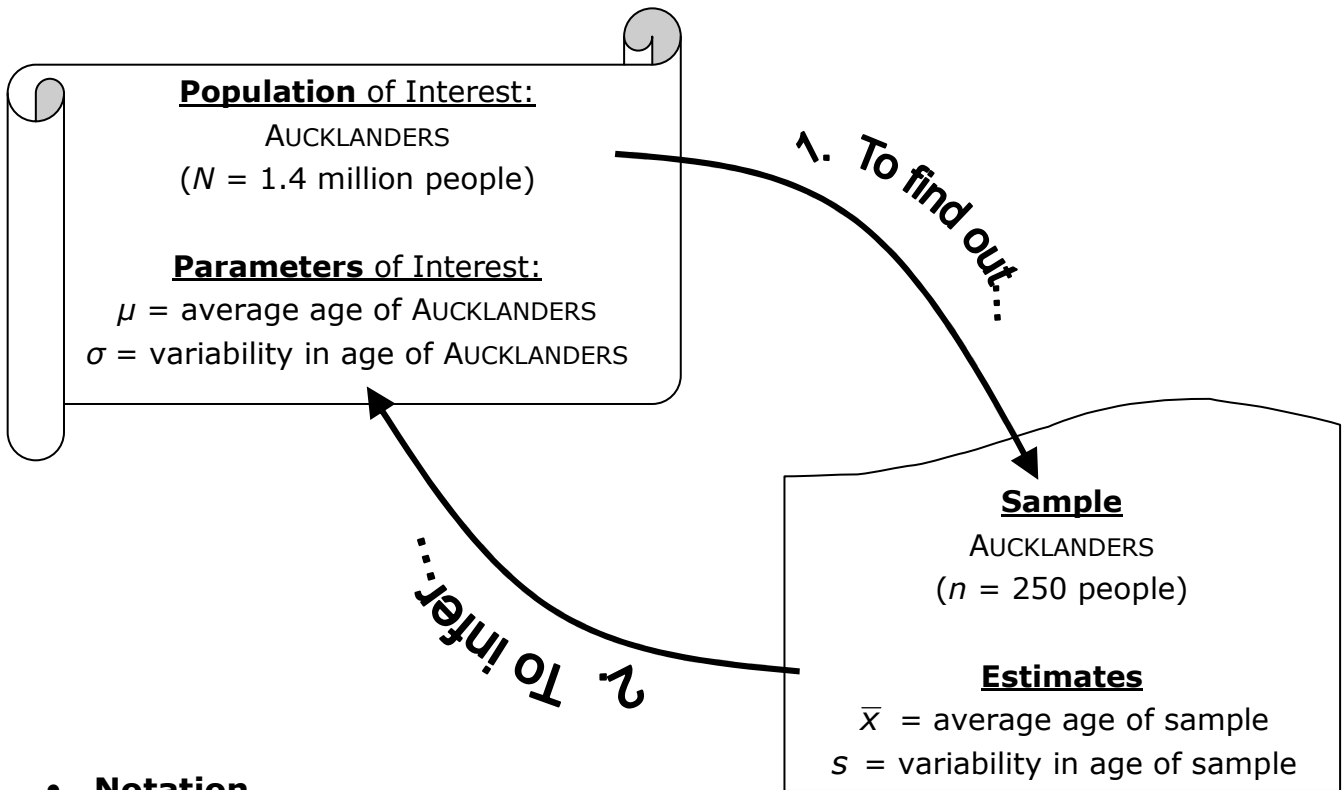 Population of Interest:
AUCKLANDERS
(N = 1.4 million people)
Parameters of Interest:
μ = average age of AUCKLANDERS
σ = variability in age of AUCKLANDERS
1. To find out...
2. To infer...
Sample
AUCKLANDERS
(n = 250 people)
Estimates
x̅ = average age of sample
s = variability in age of sample
• Notation